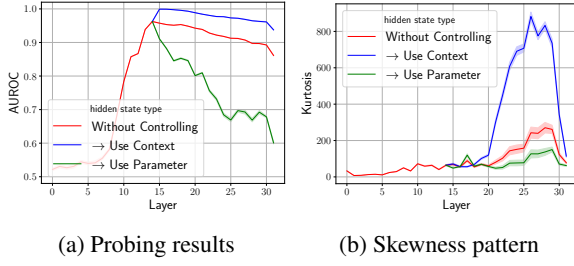 1.0
0.9
0.8
0.7
0.6
0.5
AUROC
hidden state type
Without Controlling
→ Use Context
→ Use Parameter
0 5 10 15 20 25 30
Layer
(a) Probing results
800
600
400
200
0
Kurtosis
hidden state type
Without Controlling
→ Use Context
→ Use Parameter
0 5 10 15 20 25 30
Layer
(b) Skewness pattern